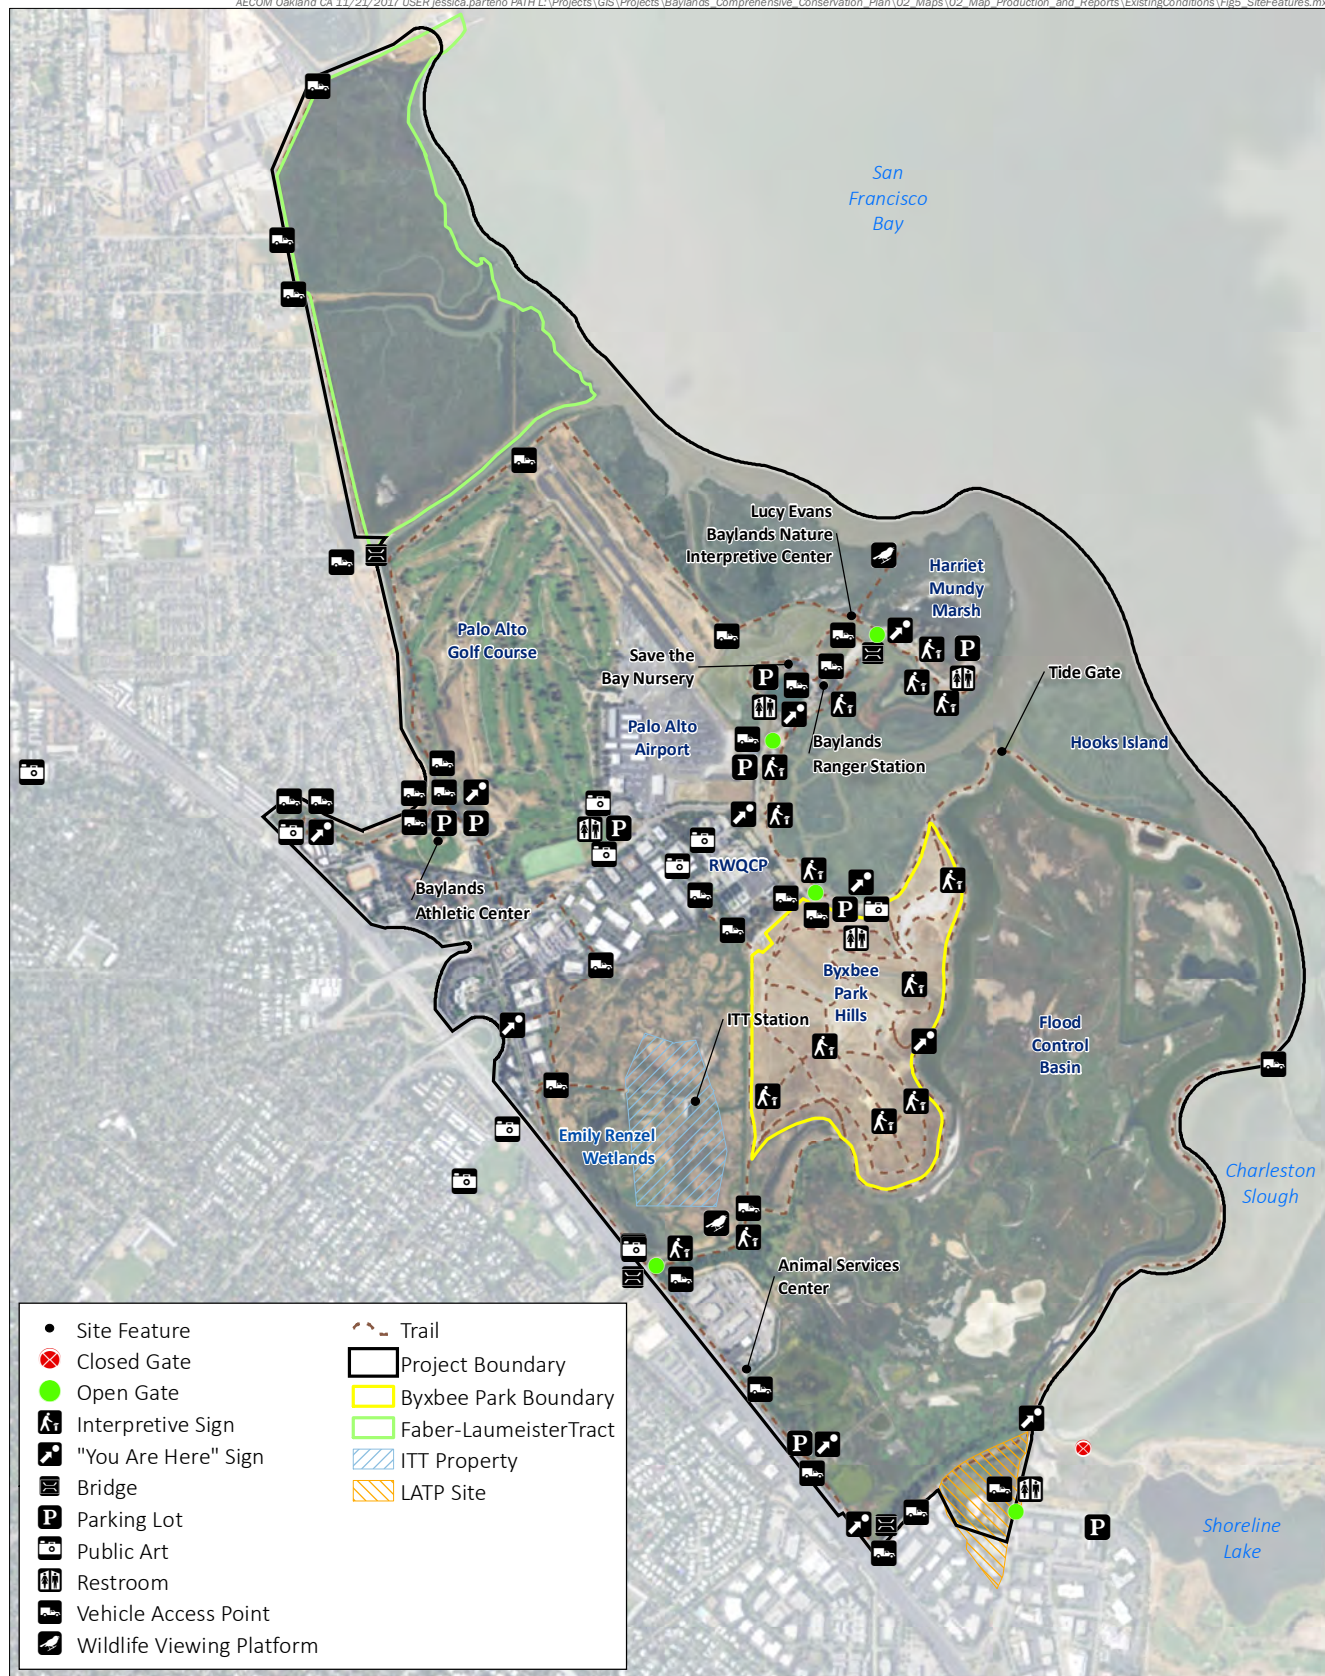 AECOM Oakland CA 11/21/2017 USER jessica.parteno PATH L:\Projects\GIS\Projects\Baylands_Comprehensive_Conservation_Plan\02_Maps\02_Map_Production_and_Reports\ExistingConditions\Fig5_SiteFeatures.mx
San
Francisco
Bay
Lucy Evans
Baylands Nature
Interpretive Center
Harriet
Mundy
Marsh
Palo Alto
Golf Course
Save the
Bay Nursery
Tide Gate
Palo Alto
Airport
Baylands
Ranger Station
Hooks Island
RWQCP
Baylands
Athletic Center
Byxbee
Park
Hills
ITT Station
Flood
Control
Basin
Emily Renzel
Wetlands
Charleston
Slough
Animal Services
Center
Shoreline
Lake
Site Feature
Closed Gate
Open Gate
Interpretive Sign
"You Are Here" Sign
Bridge
P Parking Lot
Public Art
Restroom
Vehicle Access Point
Wildlife Viewing Platform
Trail
Project Boundary
Byxbee Park Boundary
Faber-LaumeisterTract
ITT Property
LATP Site
P
P
P
P
P
P
P
P
P